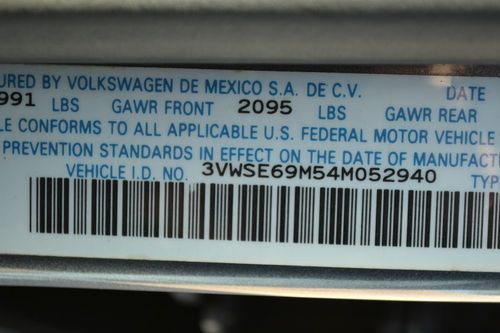 URED BY VOLKSWAGEN DE MEXICO S.A. DE C.V. DATE
991 LBS GAWR FRONT 2095 LBS GAWR REAR
LE CONFORMS TO ALL APPLICABLE U.S. FEDERAL MOTOR VEHICLE
PREVENTION STANDARDS IN EFFECT ON THE DATE OF MANUFACT
VEHICLE I.D. NO. 3VWSE69M54M052940 TYP